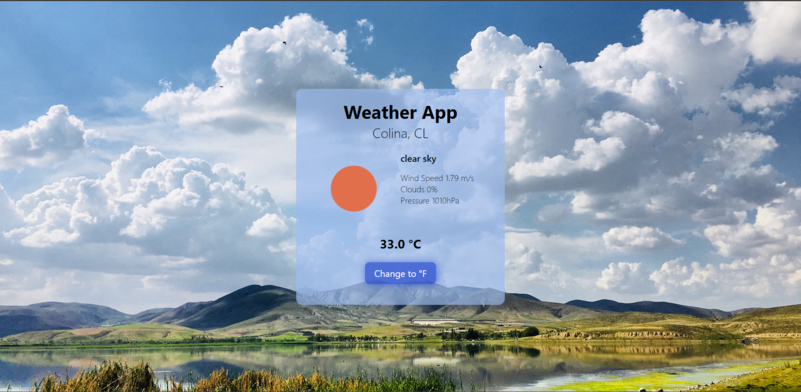 Weather App
Colina, CL
clear sky
Wind Speed 1.79 m/s
Clouds 0%
Pressure 1010hPa
33.0 °C
Change to °F